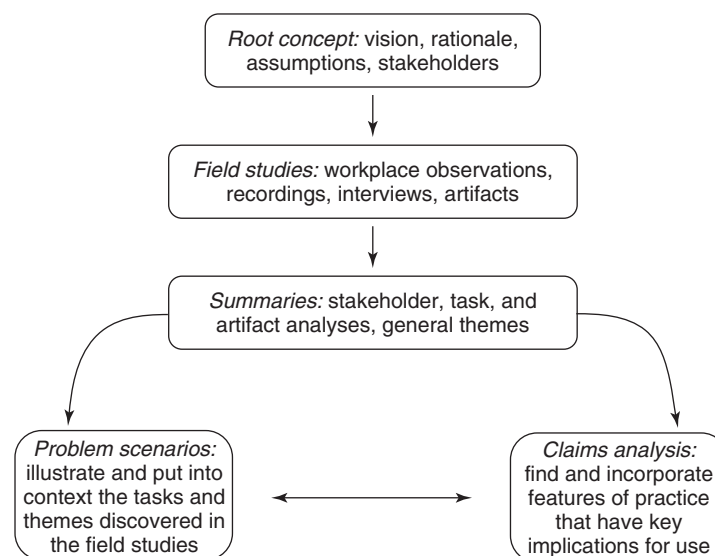 Root concept: vision, rationale,
assumptions, stakeholders
Field studies: workplace observations,
recordings, interviews, artifacts
Summaries: stakeholder, task, and
artifact analyses, general themes
Problem scenarios:
illustrate and put into
context the tasks and
themes discovered in
the field studies
Claims analysis:
find and incorporate
features of practice
that have key
implications for use